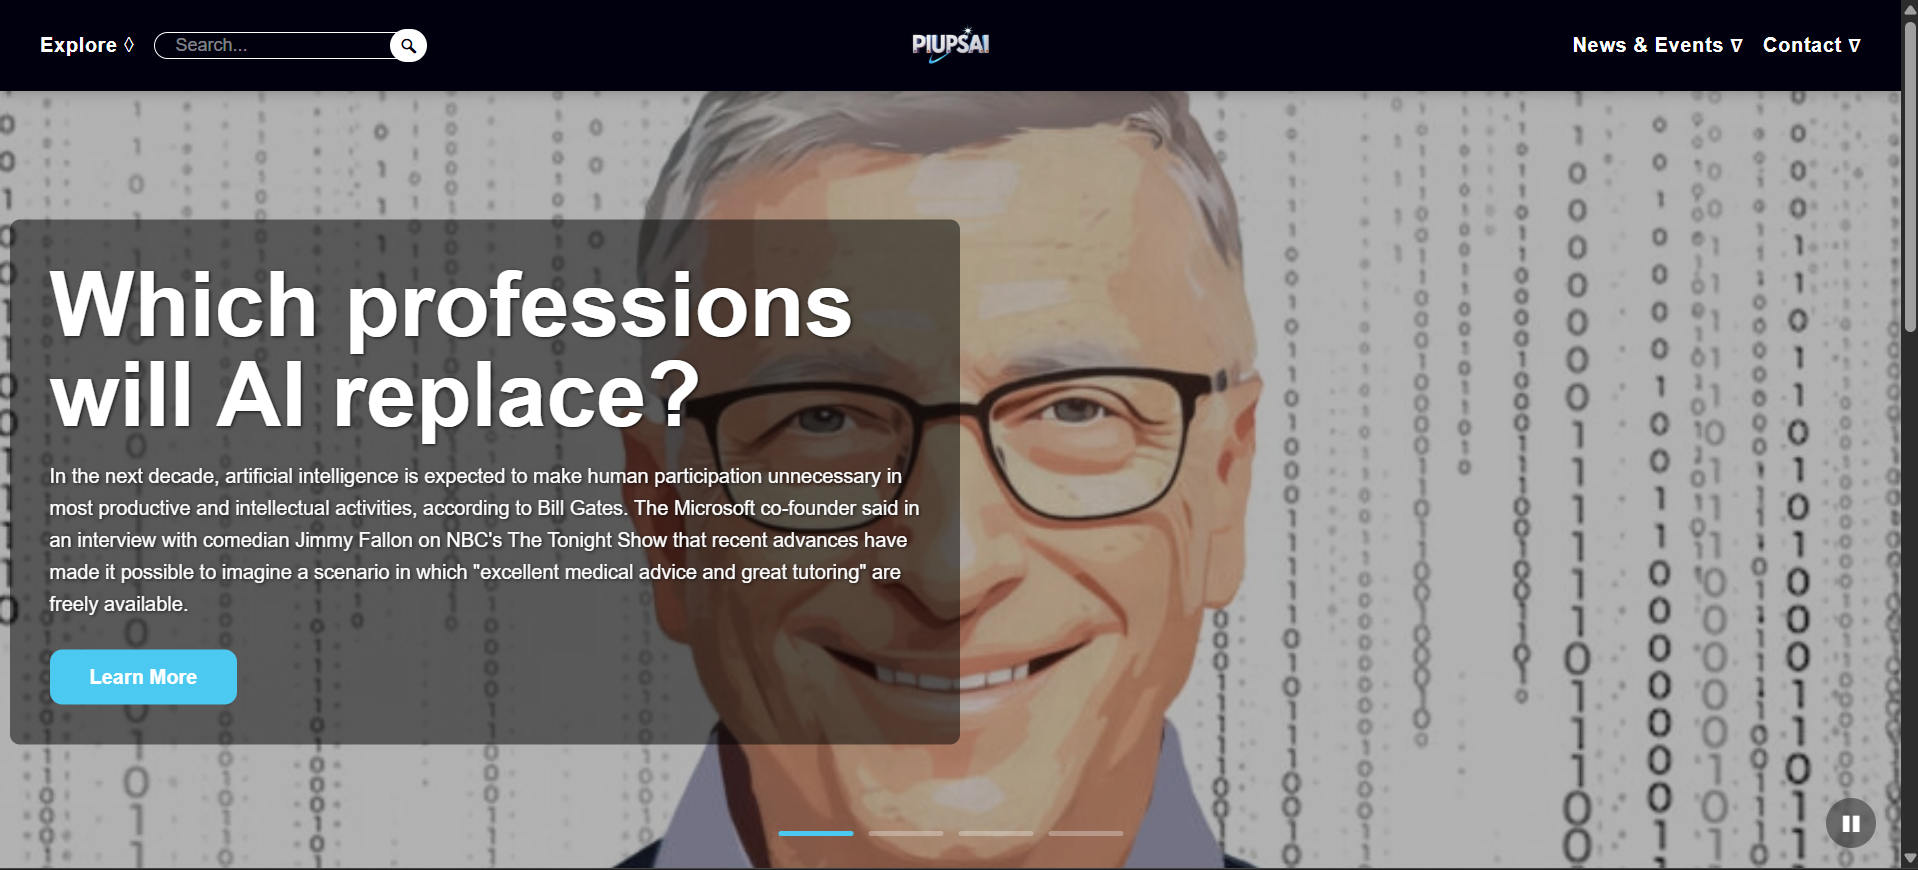 Explore ◊
Search...
PIUPSAI
News & Events ∇
Contact ∇
Which professions
will AI replace?
In the next decade, artificial intelligence is expected to make human participation unnecessary in
most productive and intellectual activities, according to Bill Gates. The Microsoft co-founder said in
an interview with comedian Jimmy Fallon on NBC's The Tonight Show that recent advances have
made it possible to imagine a scenario in which "excellent medical advice and great tutoring" are
freely available.
Learn More